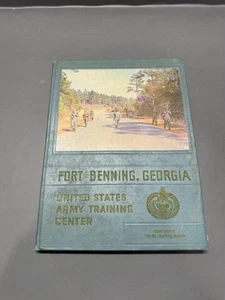 FORT BENNING, GEORGIA
UNITED STATES
ARMY TRAINING
CENTER